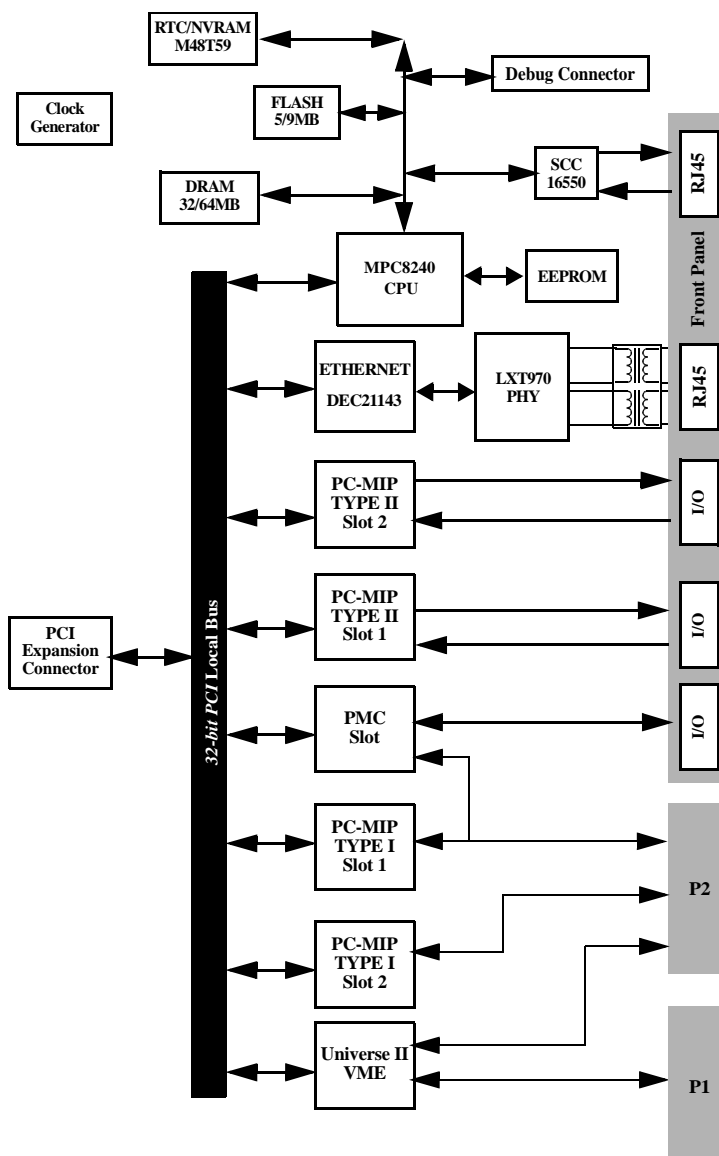 RTC/NVRAM
M48T59
Debug Connector
Clock
Generator
FLASH
5/9MB
SCC
16550
RJ45
DRAM
32/64MB
MPC8240
CPU
EEPROM
Front Panel
ETHERNET
DEC21143
LXT970
PHY
RJ45
PC-MIP
TYPE II
Slot 2
I/O
PC-MIP
TYPE II
Slot 1
I/O
PCI
Expansion
Connector
32-bit PCI Local Bus
PMC
Slot
I/O
PC-MIP
TYPE I
Slot 1
P2
PC-MIP
TYPE I
Slot 2
Universe II
VME
P1